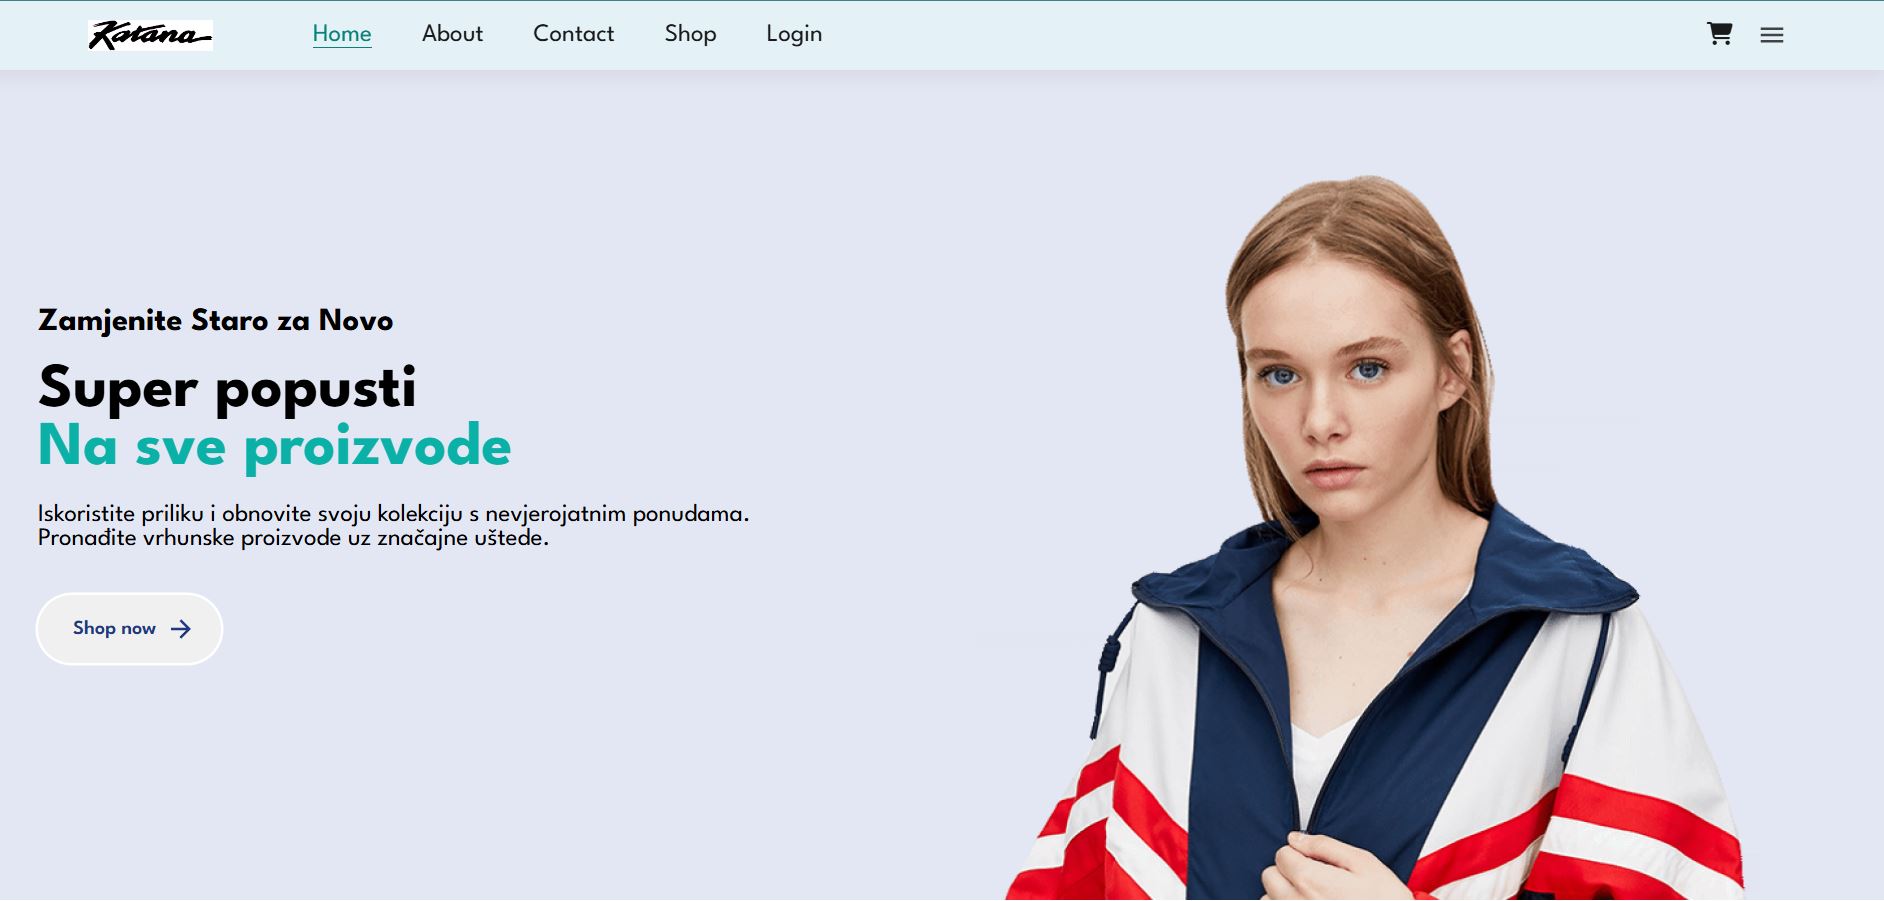 Katana
Home About Contact Shop Login
Zamjenite Staro za Novo
Super popusti
Na sve proizvode
Iskoristite priliku i obnovite svoju kolekciju s nevjerojatnim ponudama.
Pronađite vrhunske proizvode uz značajne uštede.
Shop now